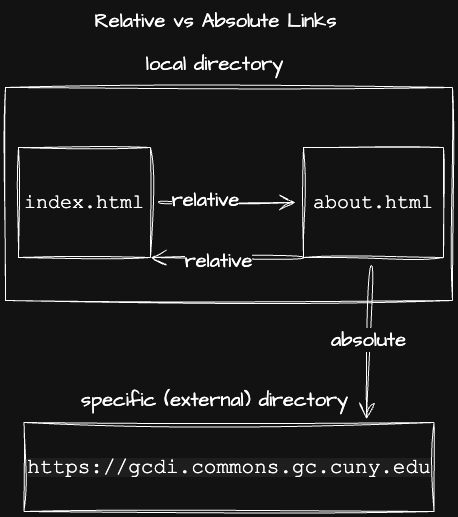 Relative vs Absolute Links
local directory
index.html
relative
about.html
relative
absolute
specific (external) directory
https://gcdi.commons.gc.cuny.edu